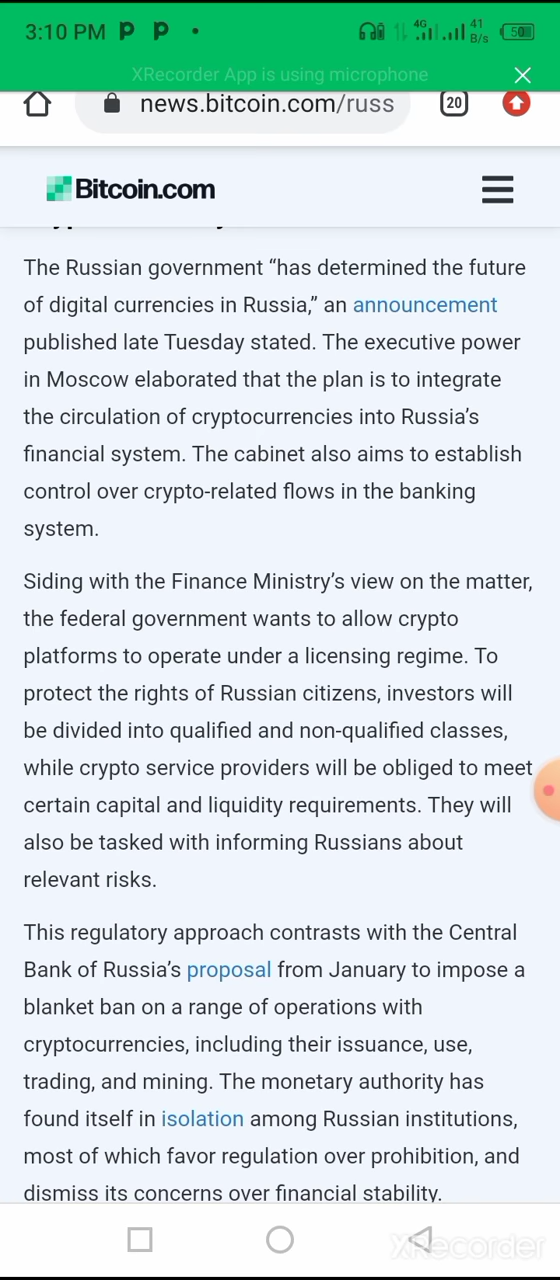 3:10 PM P P •
4G 41 B/s 50
XRecorder App is using microphone
news.bitcoin.com/russ 20
Bitcoin.com
The Russian government “has determined the future
of digital currencies in Russia,” an announcement
published late Tuesday stated. The executive power
in Moscow elaborated that the plan is to integrate
the circulation of cryptocurrencies into Russia’s
financial system. The cabinet also aims to establish
control over crypto-related flows in the banking
system.
Siding with the Finance Ministry’s view on the matter,
the federal government wants to allow crypto
platforms to operate under a licensing regime. To
protect the rights of Russian citizens, investors will
be divided into qualified and non-qualified classes,
while crypto service providers will be obliged to meet
certain capital and liquidity requirements. They will
also be tasked with informing Russians about
relevant risks.
This regulatory approach contrasts with the Central
Bank of Russia’s proposal from January to impose a
blanket ban on a range of operations with
cryptocurrencies, including their issuance, use,
trading, and mining. The monetary authority has
found itself in isolation among Russian institutions,
most of which favor regulation over prohibition, and
dismiss its concerns over financial stability.
XRecorder